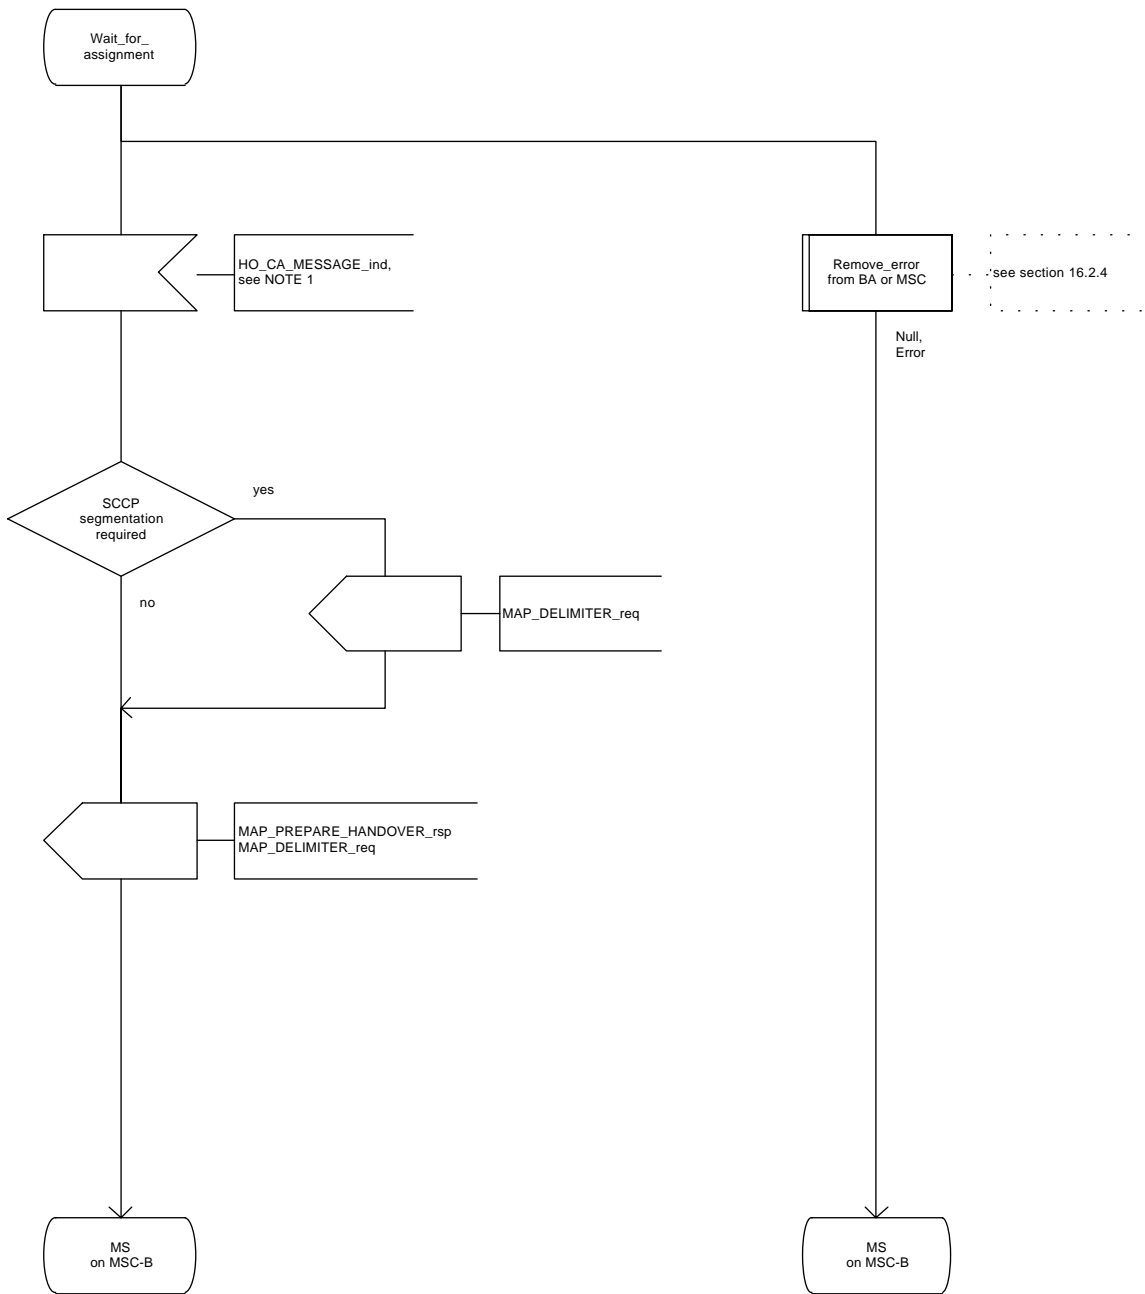 Wait_for_
assignment
HO_CA_MESSAGE_ind,
see NOTE 1
Remove_error
from BA or MSC
see section 16.2.4
Null,
Error
SCCP
segmentation
required
yes
no
MAP_DELIMITER_req
MAP_PREPARE_HANDOVER_rsp
MAP_DELIMITER_req
MS
on MSC-B
MS
on MSC-B